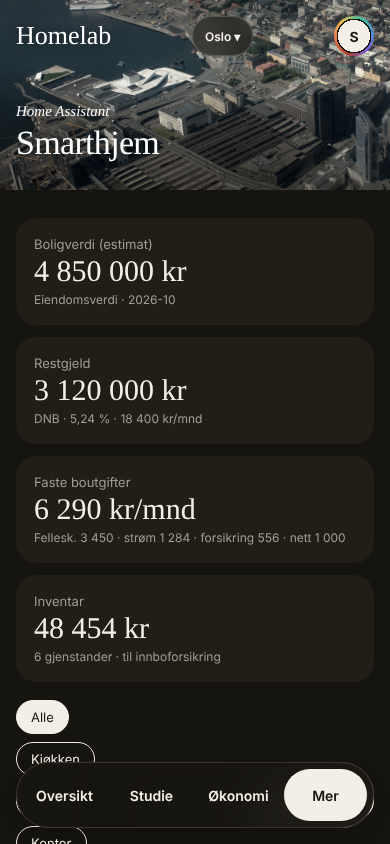 Homelab
Oslo ▾
S
Home Assistant
Smarthjem
Boligverdi (estimat)
4 850 000 kr
Eiendomsverdi · 2026-10
Restgjeld
3 120 000 kr
DNB · 5,24 % · 18 400 kr/mnd
Faste boutgifter
6 290 kr/mnd
Fellesk. 3 450 · strøm 1 284 · forsikring 556 · nett 1 000
Inventar
48 454 kr
6 gjenstander · til innboforsikring
Alle
Kjøkken
Oversikt Studie Økonomi Mer
Kontor